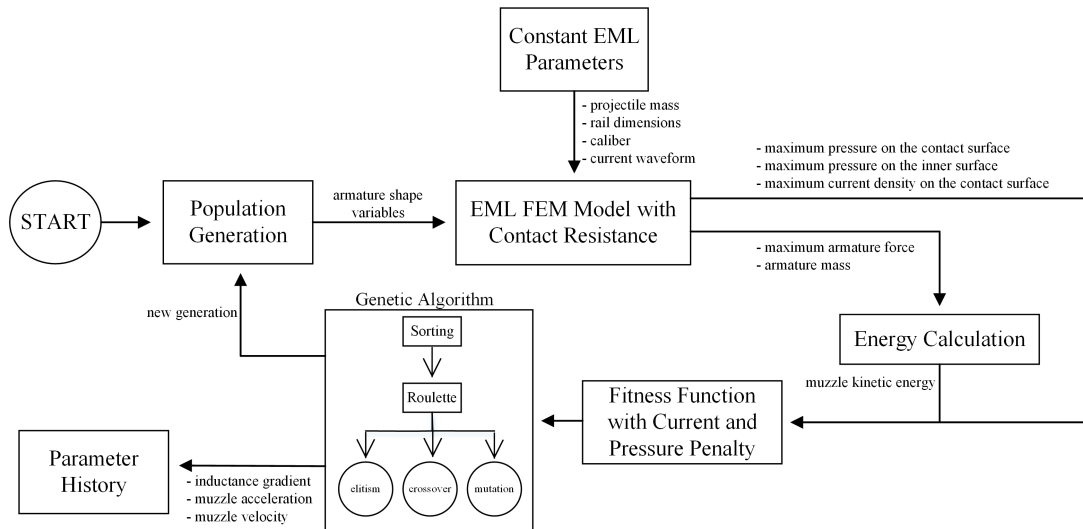 Constant EML
Parameters
- projectile mass
- rail dimensions
- caliber
- current waveform
- maximum pressure on the contact surface
- maximum pressure on the inner surface
- maximum current density on the contact surface
START
Population
Generation
armature shape
variables
EML FEM Model with
Contact Resistance
- maximum armature force
- armature mass
new generation
Genetic Algorithm
Sorting
Roulette
elitism
crossover
mutation
Energy Calculation
muzzle kinetic energy
Fitness Function
with Current and
Pressure Penalty
Parameter
History
- inductance gradient
- muzzle acceleration
- muzzle velocity